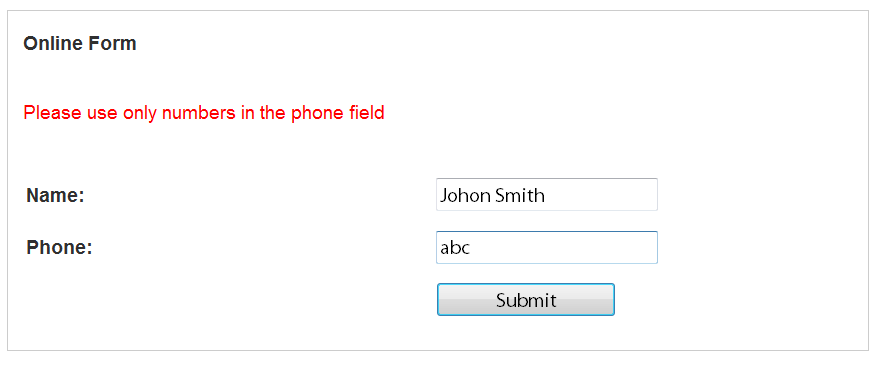 Online Form
Please use only numbers in the phone field
Name: Johon Smith
Phone: abc
Submit